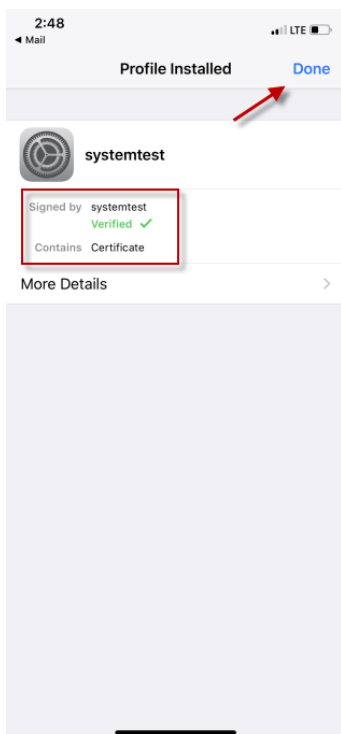 2:48
LTE
◀ Mail
Profile Installed
Done
systemtest
Signed by systemtest
Verified ✓
Contains Certificate
More Details